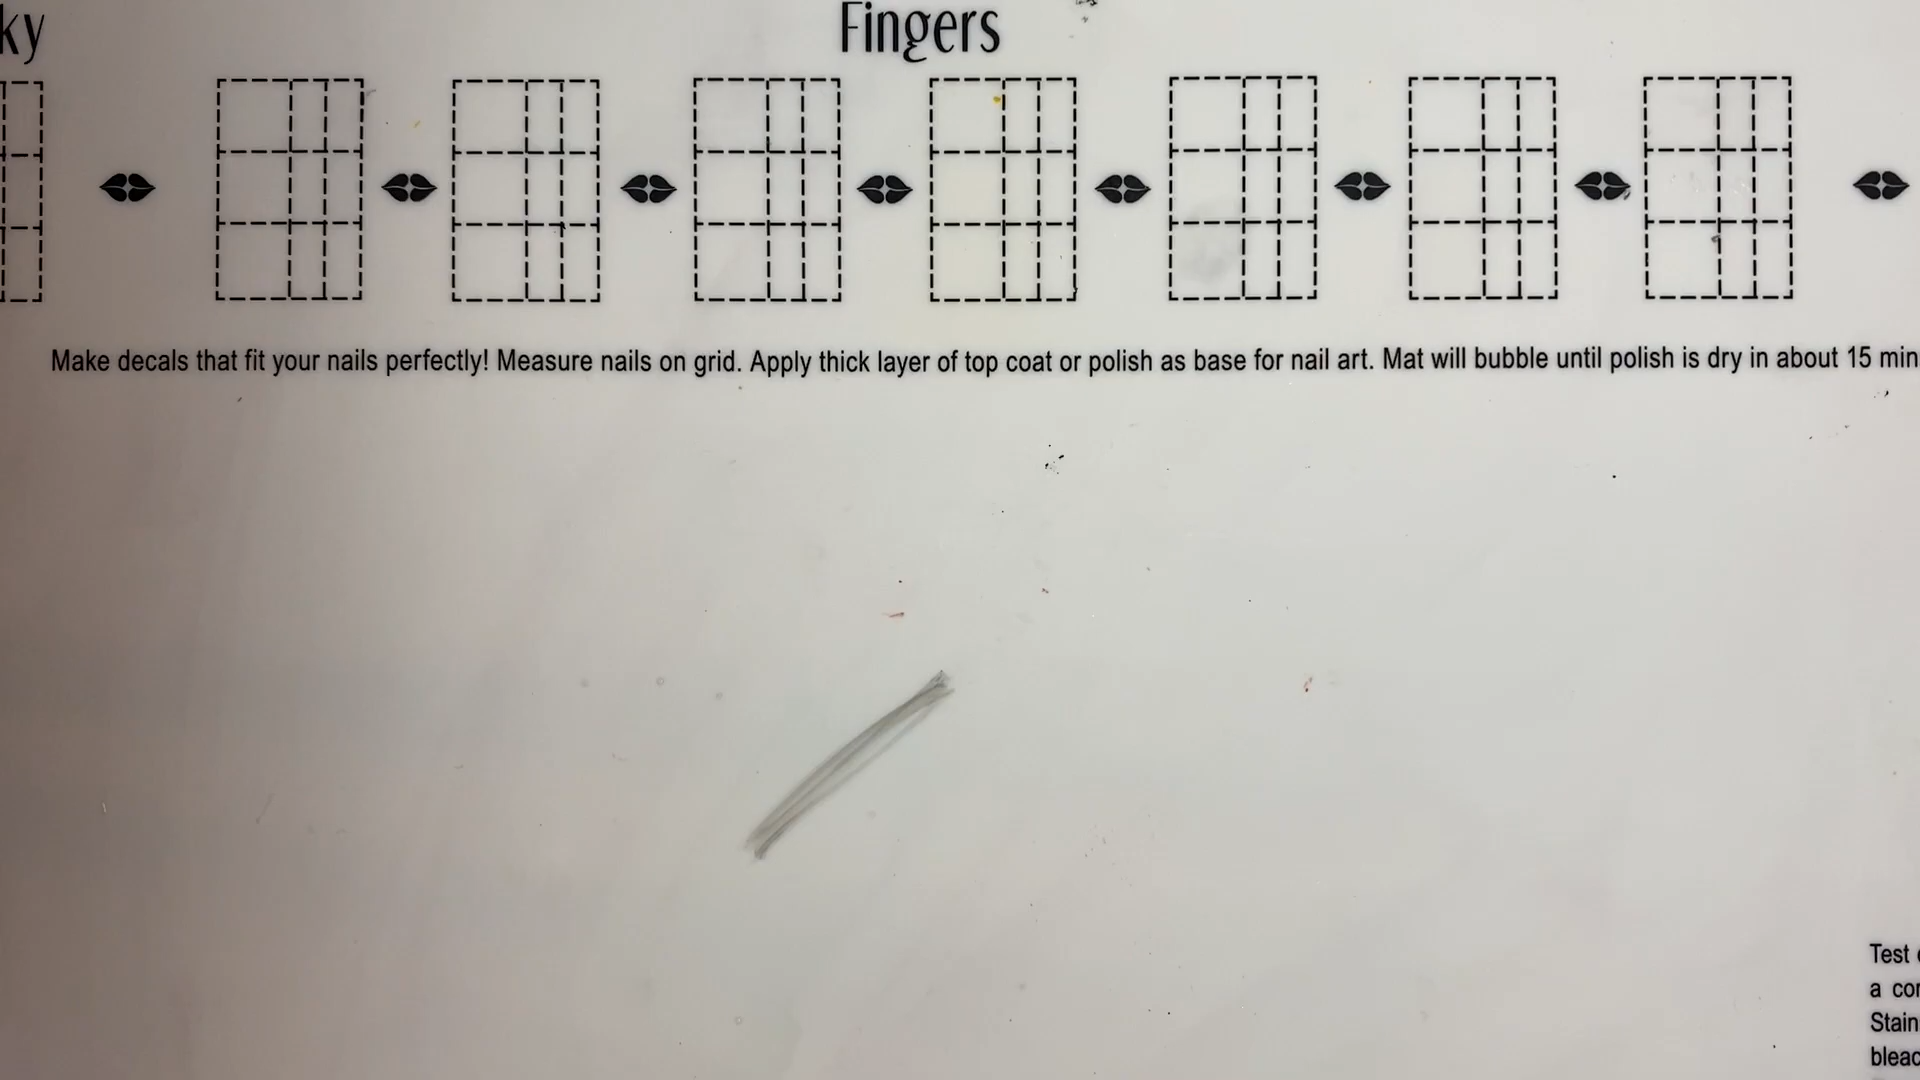 ky Fingers
Make decals that fit your nails perfectly! Measure nails on grid. Apply thick layer of top coat or polish as base for nail art. Mat will bubble until polish is dry in about 15 min
Test
a
Stain